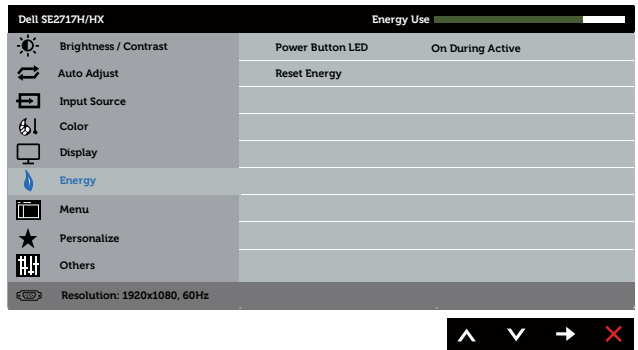 Dell SE2717H/HX
Energy Use
Brightness / Contrast
Power Button LED
On During Active
Auto Adjust
Reset Energy
Input Source
Color
Display
Energy
Menu
Personalize
Others
Resolution: 1920x1080, 60Hz